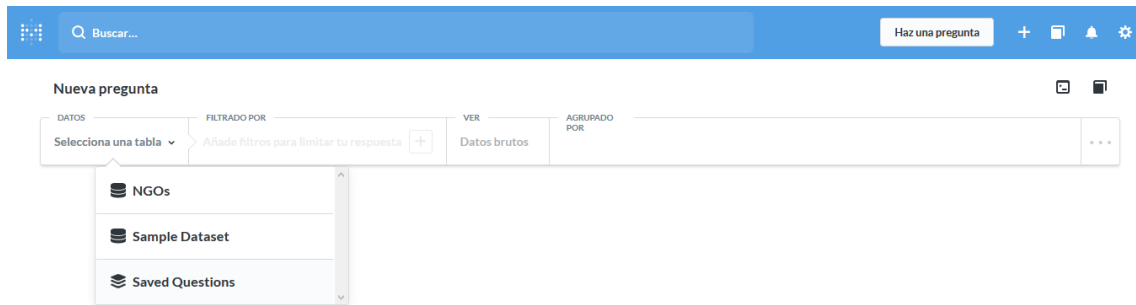 Buscar...
Haz una pregunta
Nueva pregunta
DATOS
FILTRADO POR
VER
AGRUPADO
POR
Selecciona una tabla
Añade filtros para limitar tu respuesta
Datos brutos
NGOs
Sample Dataset
Saved Questions